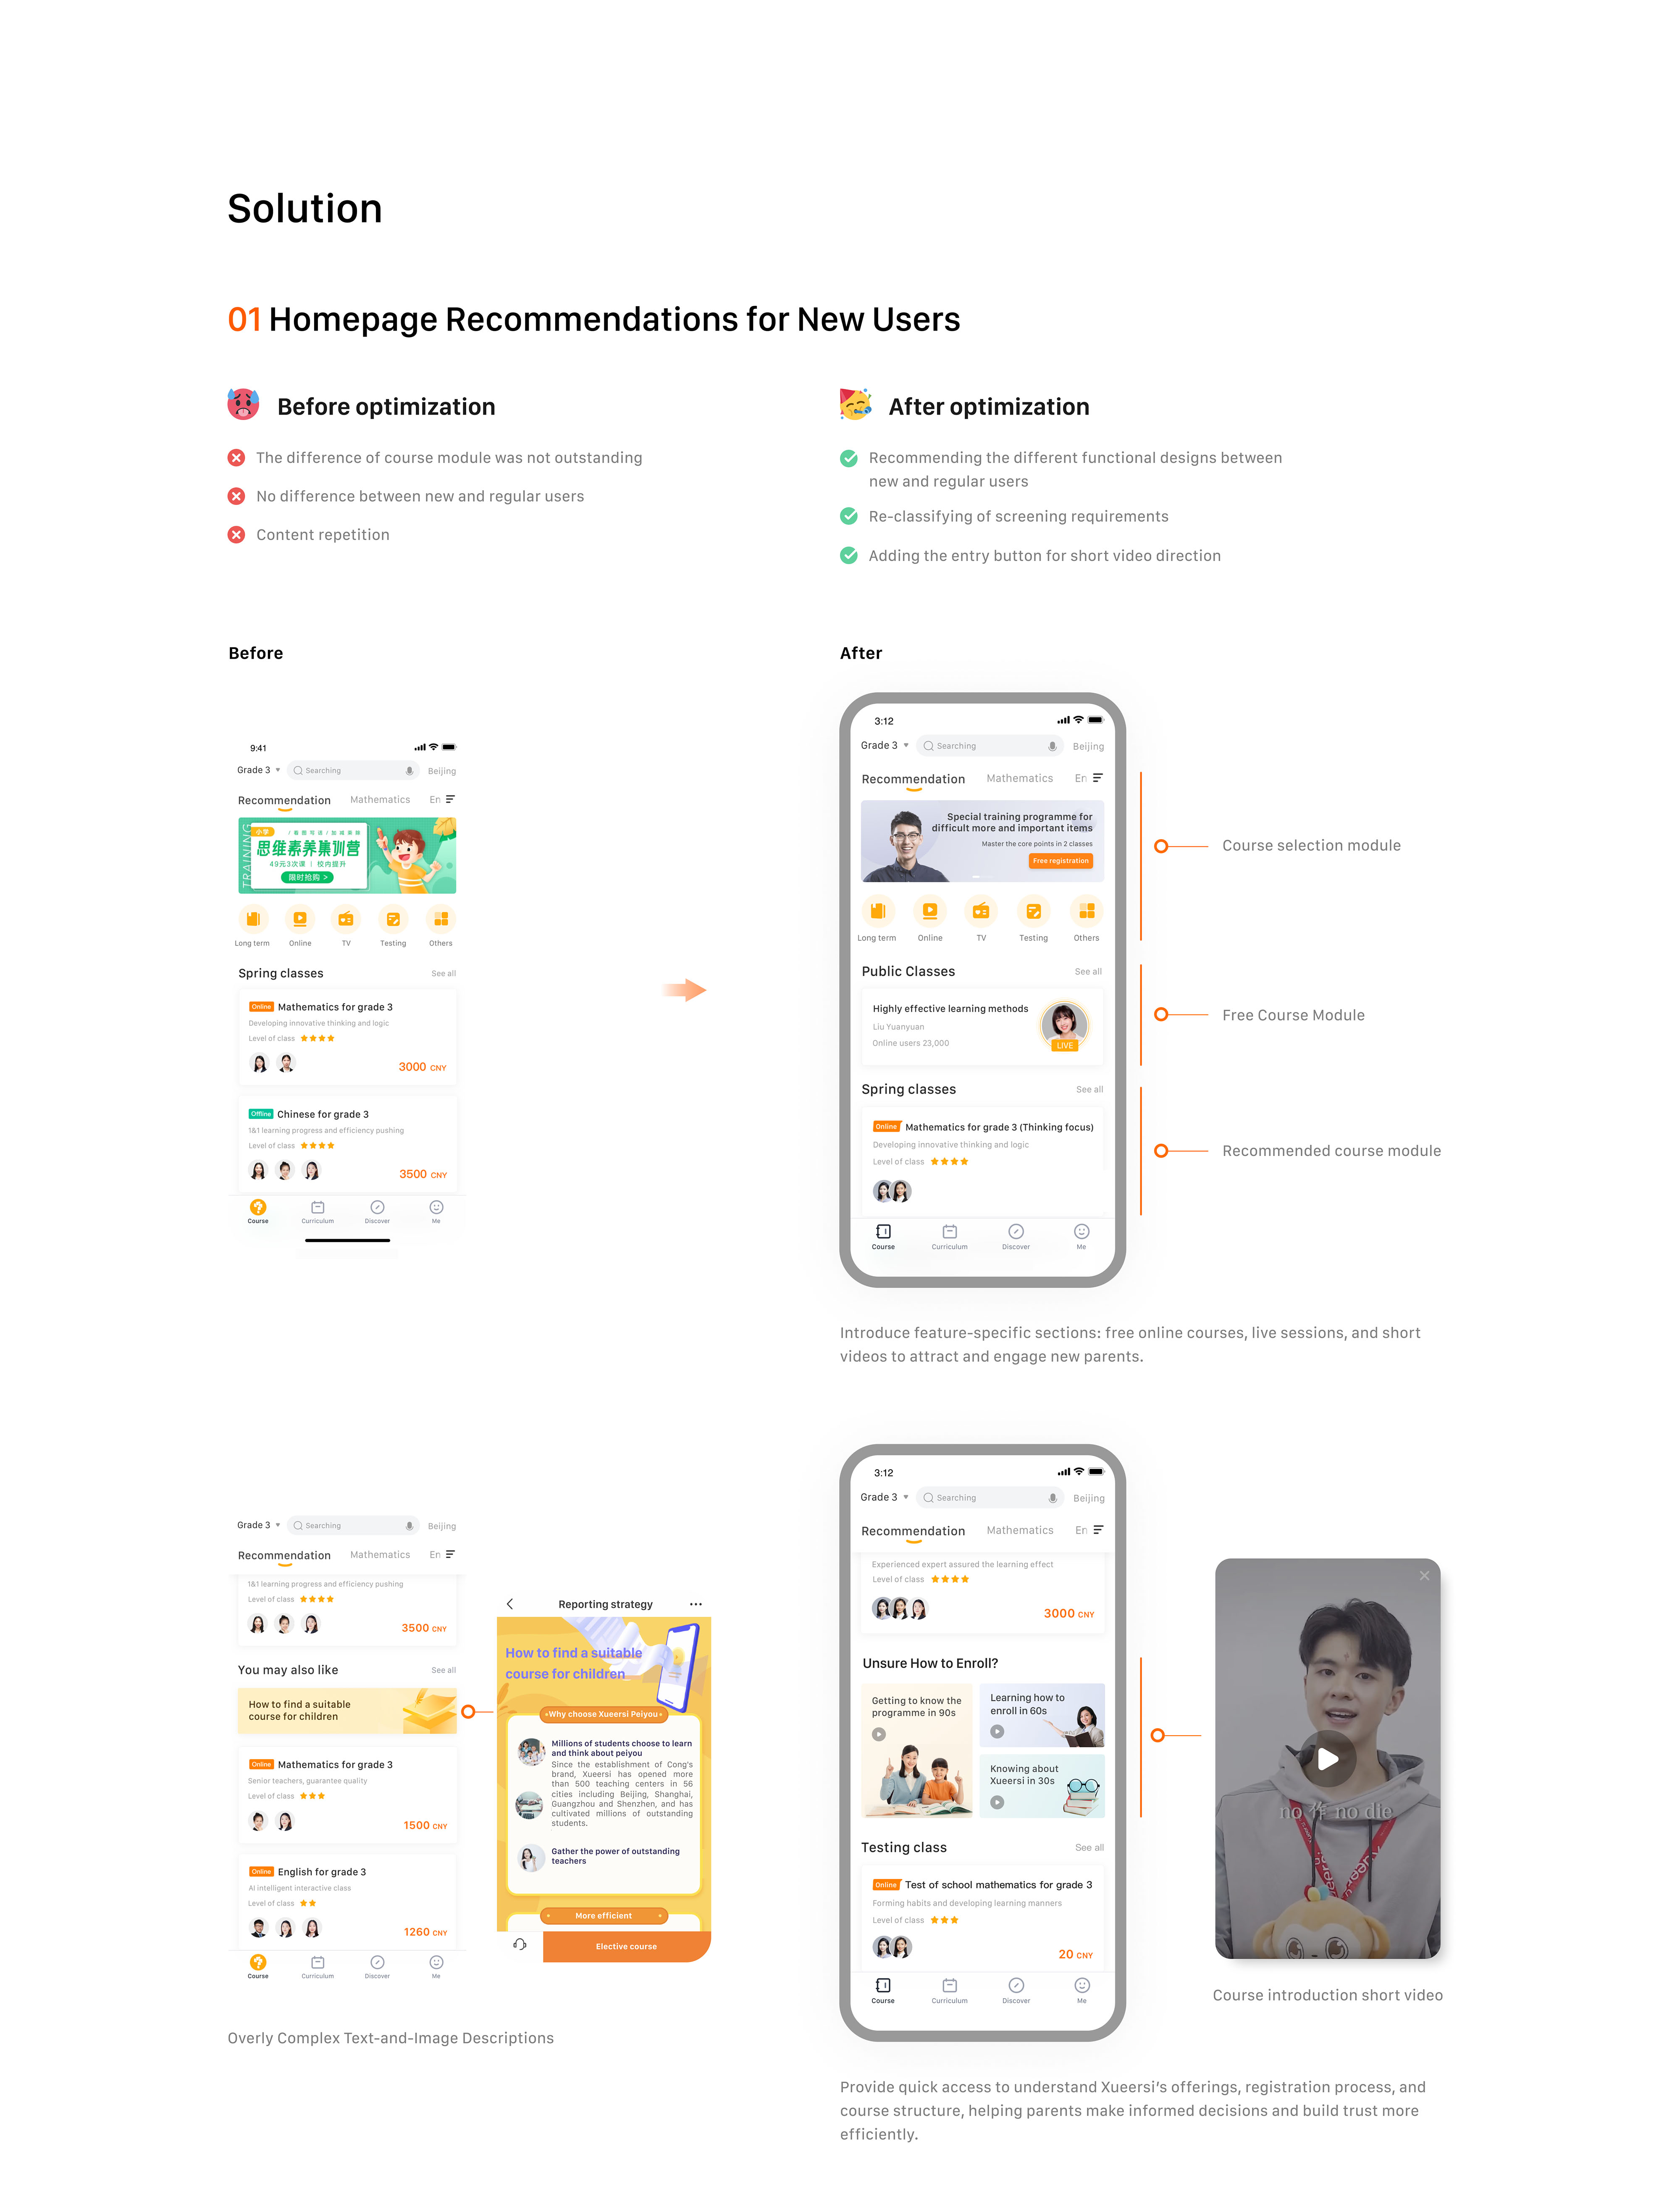 Solution
01 Homepage Recommendations for New Users
Before optimization
The difference of course module was not outstanding
No difference between new and regular users
Content repetition
After optimization
Recommending the different functional designs between
new and regular users
Re-classifying of screening requirements
Adding the entry button for short video direction
Before
9:41
Grade 3
Searching
Beijing
Recommendation
Mathematics
En
TRAINING
小学
/看图写话/加减乘除
思维素养集训营
49元3次课 | 校内提升
限时抢购 >
Long term
Online
TV
Testing
Others
Spring classes
See all
Online Mathematics for grade 3
Developing innovative thinking and logic
Level of class
3000 CNY
Offline Chinese for grade 3
1&1 learning progress and efficiency pushing
Level of class
3500 CNY
Course
Curriculum
Discover
Me
After
3:12
Grade 3
Searching
Beijing
Recommendation
Mathematics
En
Special training programme for
difficult more and important items
Master the core points in 2 classes
Free registration
Long term
Online
TV
Testing
Others
Public Classes
See all
Highly effective learning methods
Liu Yuanyuan
Online users 23,000
LIVE
Spring classes
See all
Online Mathematics for grade 3 (Thinking focus)
Developing innovative thinking and logic
Level of class
Course
Curriculum
Discover
Me
Course selection module
Free Course Module
Recommended course module
Introduce feature-specific sections: free online courses, live sessions, and short
videos to attract and engage new parents.
Grade 3
Searching
Beijing
Recommendation
Mathematics
En
1&1 learning progress and efficiency pushing
Level of class
3500 CNY
You may also like
See all
How to find a suitable
course for children
Online Mathematics for grade 3
Senior teachers, guarantee quality
Level of class
1500 CNY
Online English for grade 3
AI intelligent interactive class
Level of class
1260 CNY
Course
Curriculum
Discover
Me
Reporting strategy
How to find a suitable
course for children
Why choose Xueersi Peiyou
Millions of students choose to learn
and think about peiyou
Since the establishment of Cong's
brand, Xueersi has opened more
than 500 teaching centers in 56
cities including Beijing, Shanghai,
Guangzhou and Shenzhen, and has
cultivated millions of outstanding
students.
Gather the power of outstanding
teachers
More efficient
Elective course
Overly Complex Text-and-Image Descriptions
3:12
Grade 3
Searching
Beijing
Recommendation
Mathematics
En
Experienced expert assured the learning effect
Level of class
3000 CNY
Unsure How to Enroll?
Getting to know the
programme in 90s
Learning how to
enroll in 60s
Knowing about
Xueersi in 30s
Testing class
See all
Online Test of school mathematics for grade 3
Forming habits and developing learning manners
Level of class
20 CNY
Course
Curriculum
Discover
Me
no 作 no die
Course introduction short video
Provide quick access to understand Xueersi's offerings, registration process, and
course structure, helping parents make informed decisions and build trust more
efficiently.